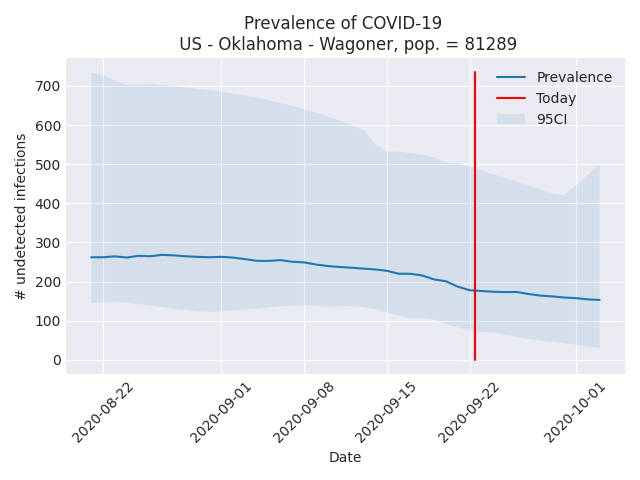 Prevalence of COVID-19
US - Oklahoma - Wagoner, pop. = 81289
Prevalence
Today
95CI
# undetected infections
700
600
500
400
300
200
100
0
2020-08-22
2020-09-01
2020-09-08
2020-09-15
2020-09-22
2020-10-01
Date